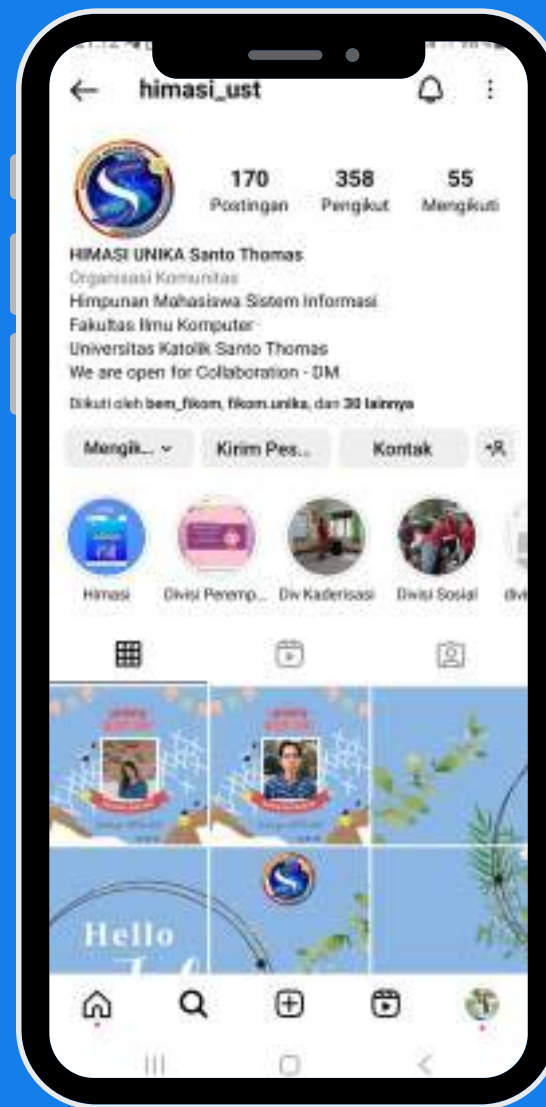 himasi_ust
170 358 55
Postingan Pengikut Mengikuti
HIMASI UNIKA Santo Thomas
Organisasi Komunitas
Himpunan Mahasiswa Sistem Informasi
Fakultas Ilmu Komputer
Universitas Katolik Santo Thomas
We are open for Collaboration - DM
Diikuti oleh bem_fikom, fikom.unika, dan 30 lainnya
Mengik... Kirim Pes... Kontak
Himasi Divisi Peremp... Div Kaderisasi Divisi Sosial divi
Hello